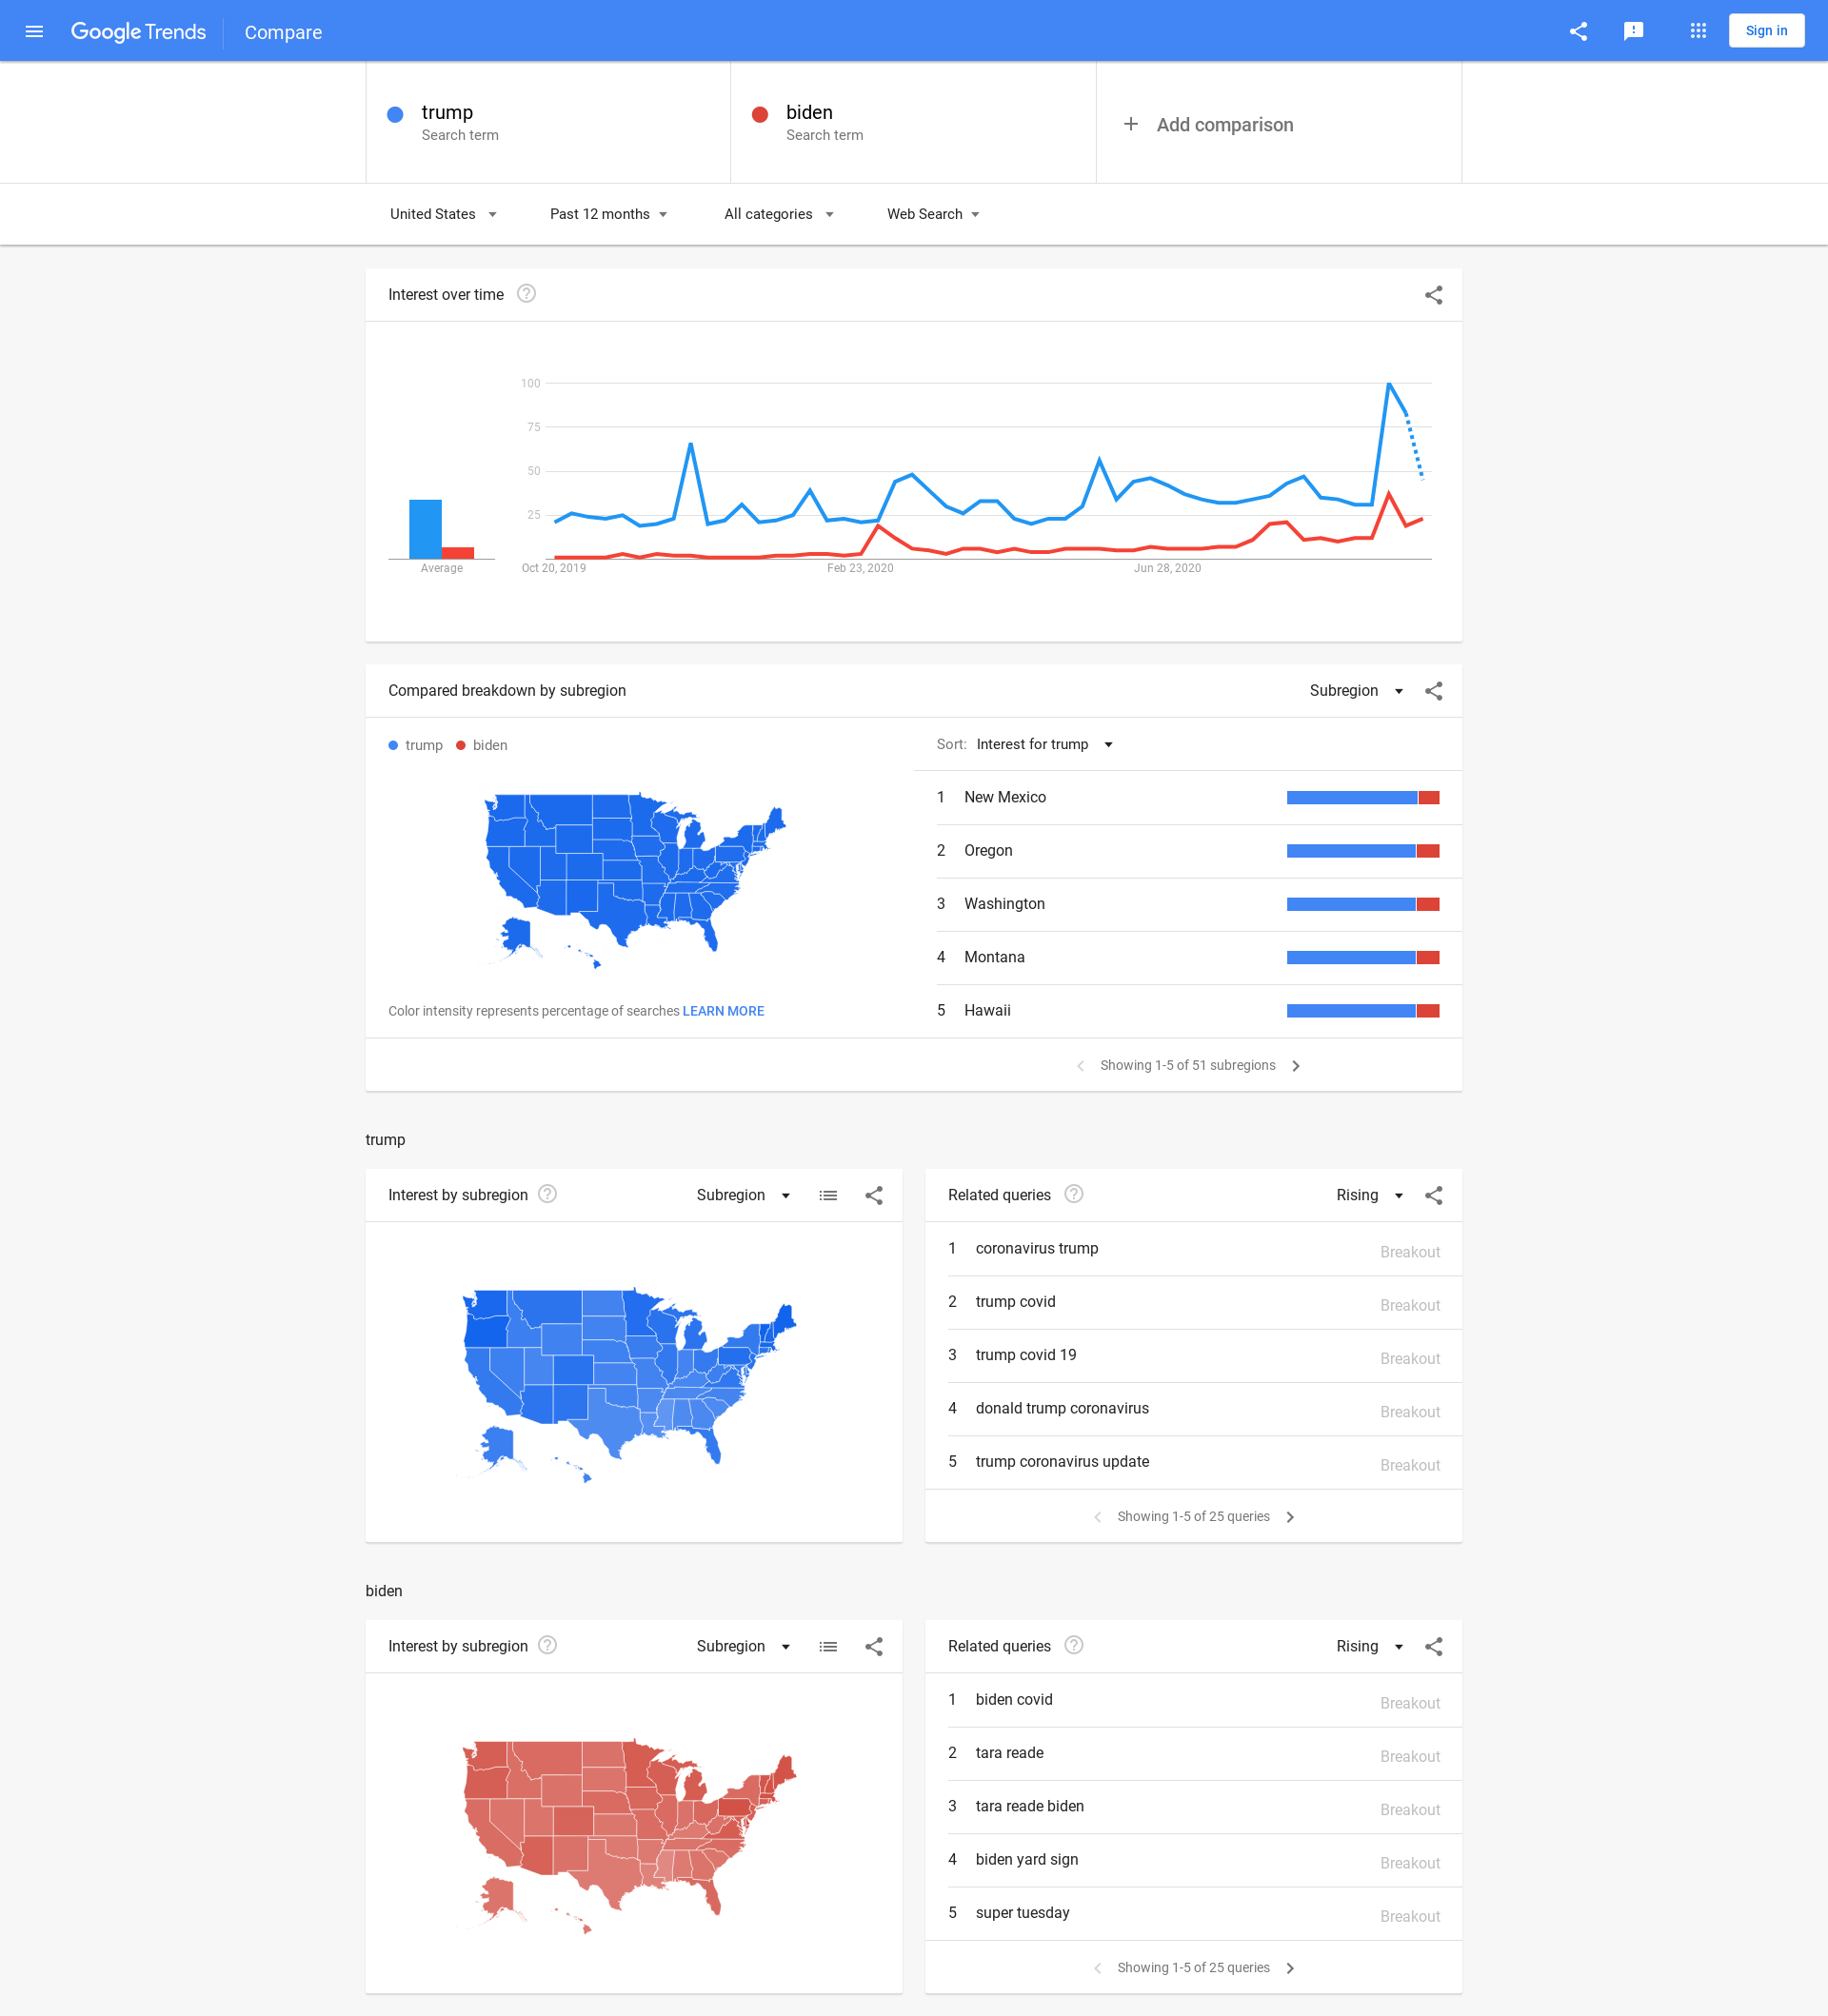 Google Trends Compare Sign in
trump
Search term
biden
Search term
Add comparison
United States Past 12 months All categories Web Search
Interest over time
100
75
50
25
Average
Oct 20, 2019 Feb 23, 2020 Jun 28, 2020
Compared breakdown by subregion Subregion
trump biden
Sort: Interest for trump
1 New Mexico
2 Oregon
3 Washington
4 Montana
5 Hawaii
Color intensity represents percentage of searches LEARN MORE
Showing 1-5 of 51 subregions
trump
Interest by subregion Subregion
Related queries Rising
1 coronavirus trump Breakout
2 trump covid Breakout
3 trump covid 19 Breakout
4 donald trump coronavirus Breakout
5 trump coronavirus update Breakout
Showing 1-5 of 25 queries
biden
Interest by subregion Subregion
Related queries Rising
1 biden covid Breakout
2 tara reade Breakout
3 tara reade biden Breakout
4 biden yard sign Breakout
5 super tuesday Breakout
Showing 1-5 of 25 queries